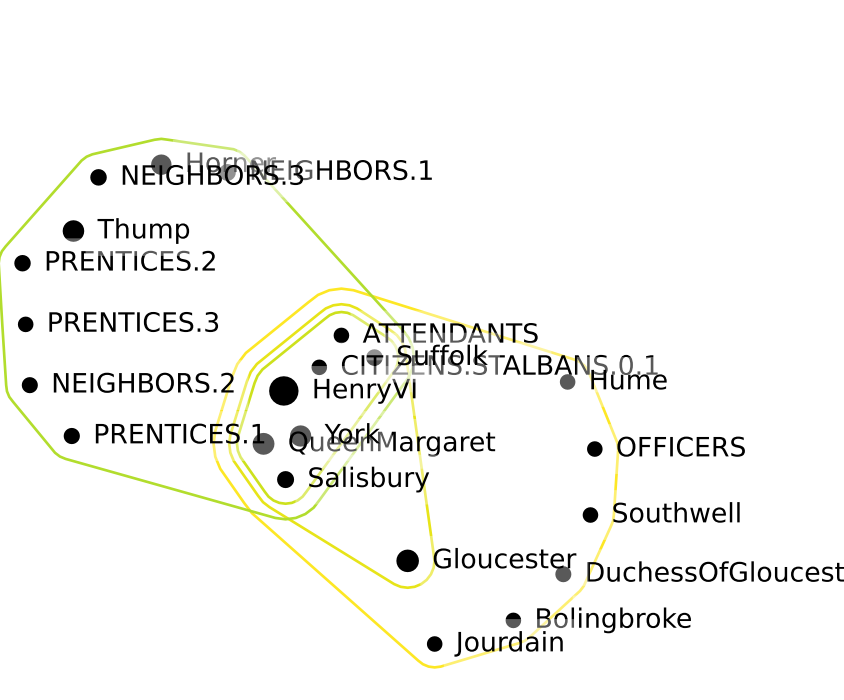 Horner
NEIGHBORS.1
NEIGHBORS.3
Thump
PRENTICES.2
PRENTICES.3
ATTENDANTS
Suffolk
CITIZENS.STALBANS.0.1
Hume
NEIGHBORS.2
HenryVI
PRENTICES.1
York
QueenMargaret
OFFICERS
Salisbury
Southwell
Gloucester
DuchessOfGloucest
Bolingbroke
Jourdain